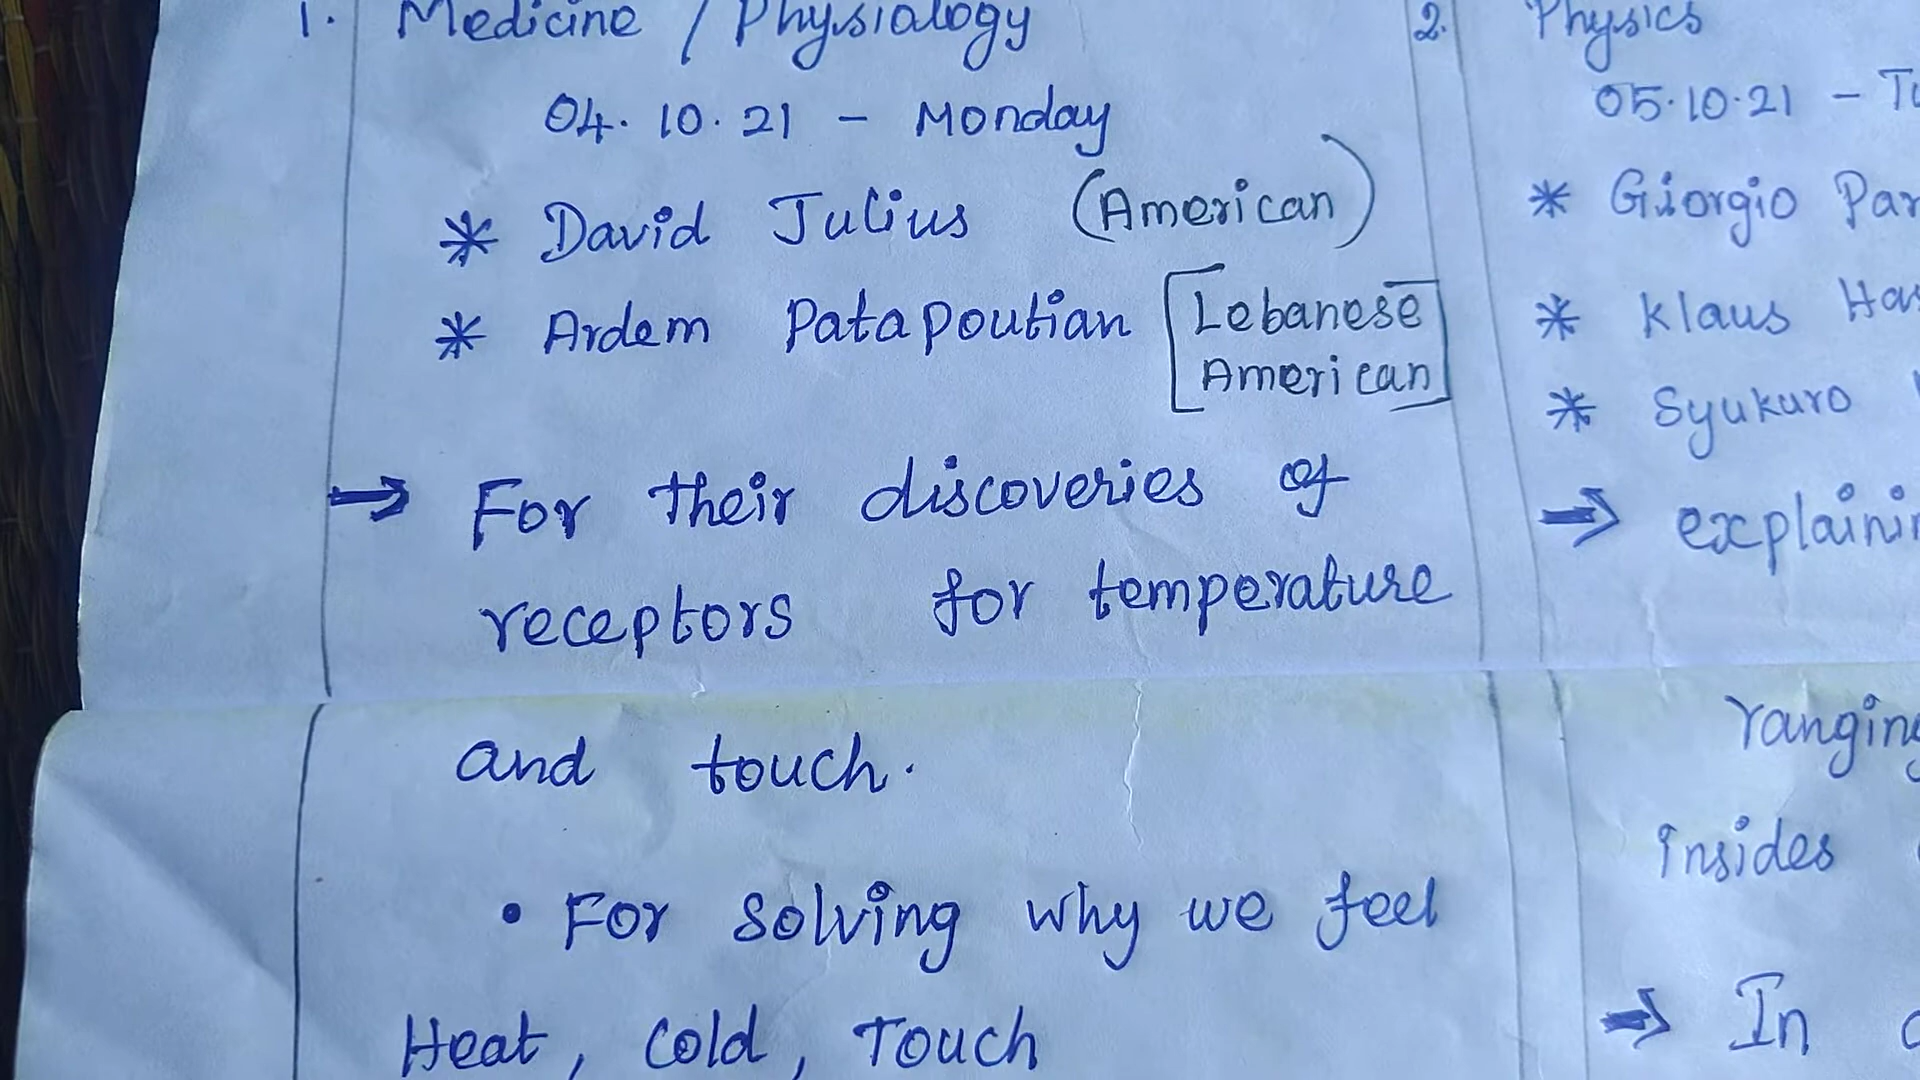 1. Medicine / Physialogy
04.10.21 - Monday
* David Julius (American)
* Ardem Patapoutian [Lebanese
American]
→ For their discoveries of
receptors for temperature
and touch.
• For Solving why we feel
Heat, Cold, Touch
2. Physics
05.10.21 -
* Giorgio
* Klaus
* Syukuro
→
insides
→ In